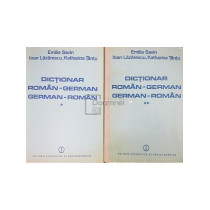 Emilia Savin
Ioan Lăzărescu, Katharina Țânțu
DICȚIONAR
ROMÂN-GERMAN
GERMAN-ROMÂN
*
Emilia Savin
Ioan Lăzărescu, Katharina Țânțu
DICȚIONAR
ROMÂN-GERMAN
GERMAN-ROMÂN
**